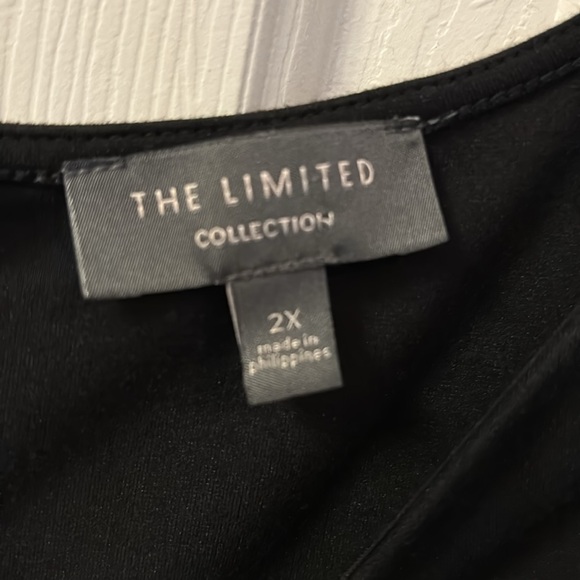 THE LIMITED
COLLECTION
2X
made in
philippines